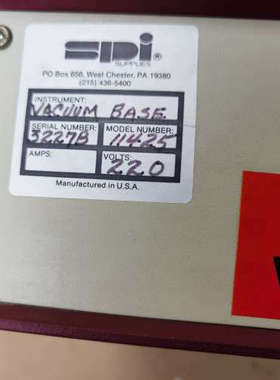 SPI
SUPPLIES
PO Box 656, West Chester, PA 19380
(215) 436-5400
INSTRUMENT:
VACUUM BASE
SERIAL NUMBER: MODEL NUMBER:
3227B 11425
AMPS: VOLTS:
220
Manufactured in U.S.A.